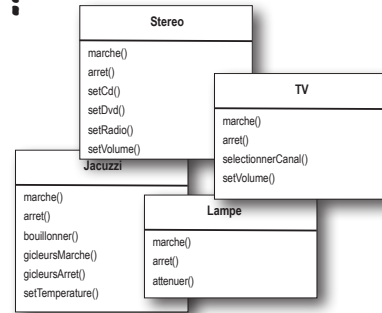 Stereo
marche()
arret()
setCd()
setDvd()
setRadio()
setVolume()
TV
marche()
arret()
selectionnerCanal()
setVolume()
Jacuzzi
marche()
arret()
bouillonner()
gicleursMarche()
gicleursArret()
setTemperature()
Lampe
marche()
arret()
attenuer()